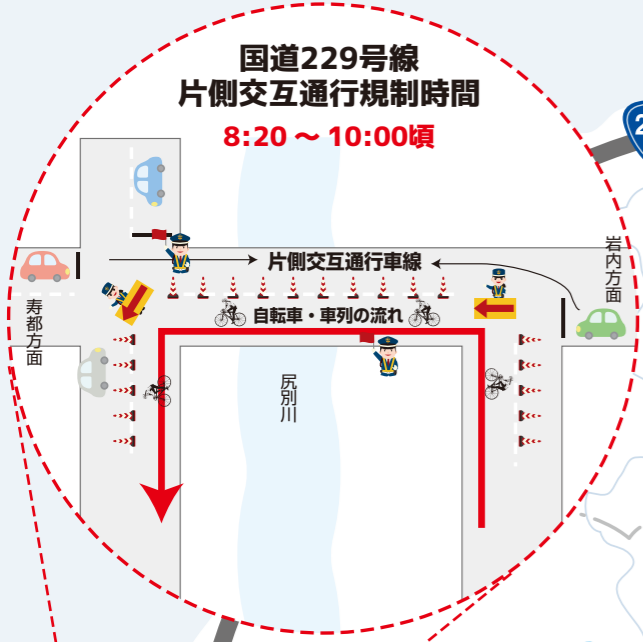 国道229号線
片側交互通行規制時間
8:20 ～ 10:00頃
2
岩内方面
片側交互通行車線
寿都方面
自転車・車列の流れ
尻別川